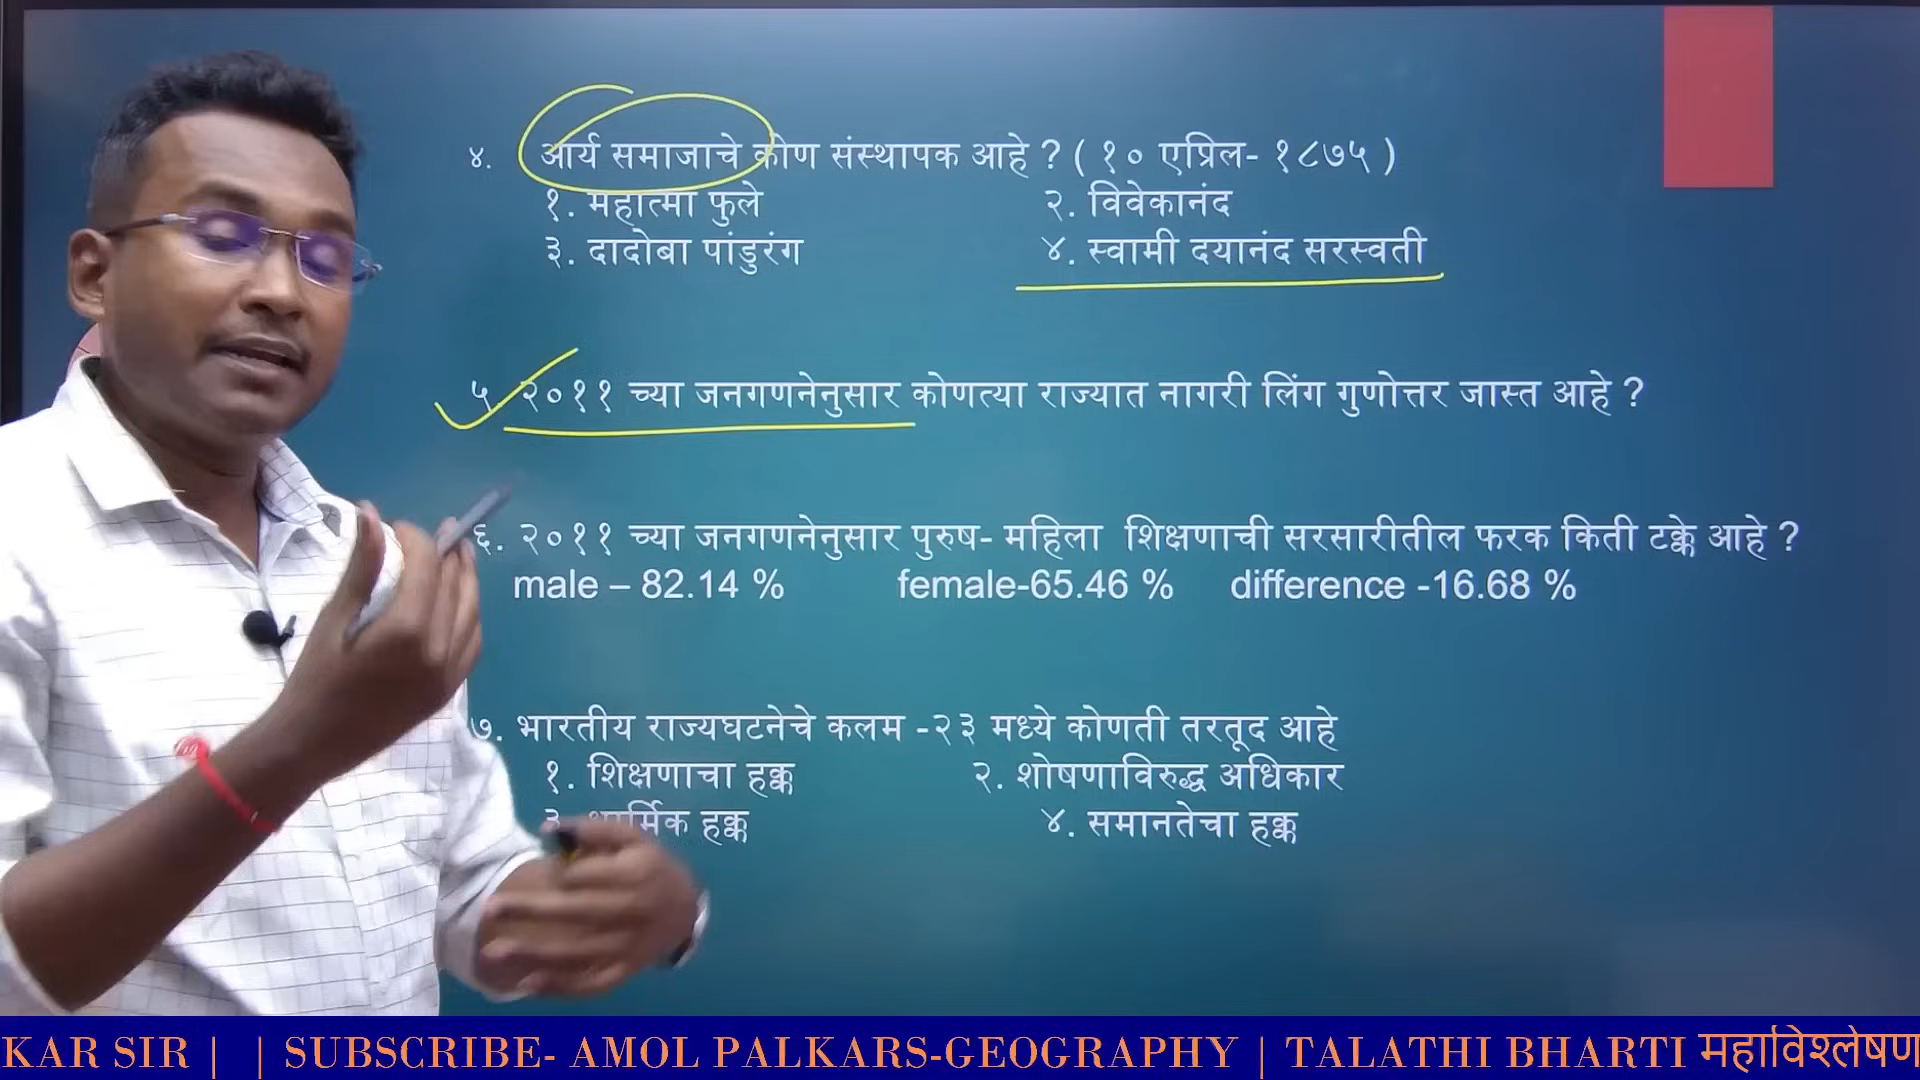 ४. आर्य समाजाचे कोण संस्थापक आहे ? ( १० एप्रिल- १८७५ )
१. महात्मा फुले २. विवेकानंद
३. दादोबा पांडुरंग ४. स्वामी दयानंद सरस्वती
५ २०११ च्या जनगणनेनुसार कोणत्या राज्यात नागरी लिंग गुणोत्तर जास्त आहे ?
६. २०११ च्या जनगणनेनुसार पुरुष- महिला शिक्षणाची सरसारीतील फरक किती टक्के आहे ?
male – 82.14 % female-65.46 % difference -16.68 %
७. भारतीय राज्यघटनेचे कलम -२३ मध्ये कोणती तरतूद आहे
१. शिक्षणाचा हक्क २. शोषणाविरुद्ध अधिकार
३. धार्मिक हक्क ४. समानतेचा हक्क
KAR SIR | | SUBSCRIBE- AMOL PALKARS-GEOGRAPHY | TALATHI BHARTI महाविश्लेषण